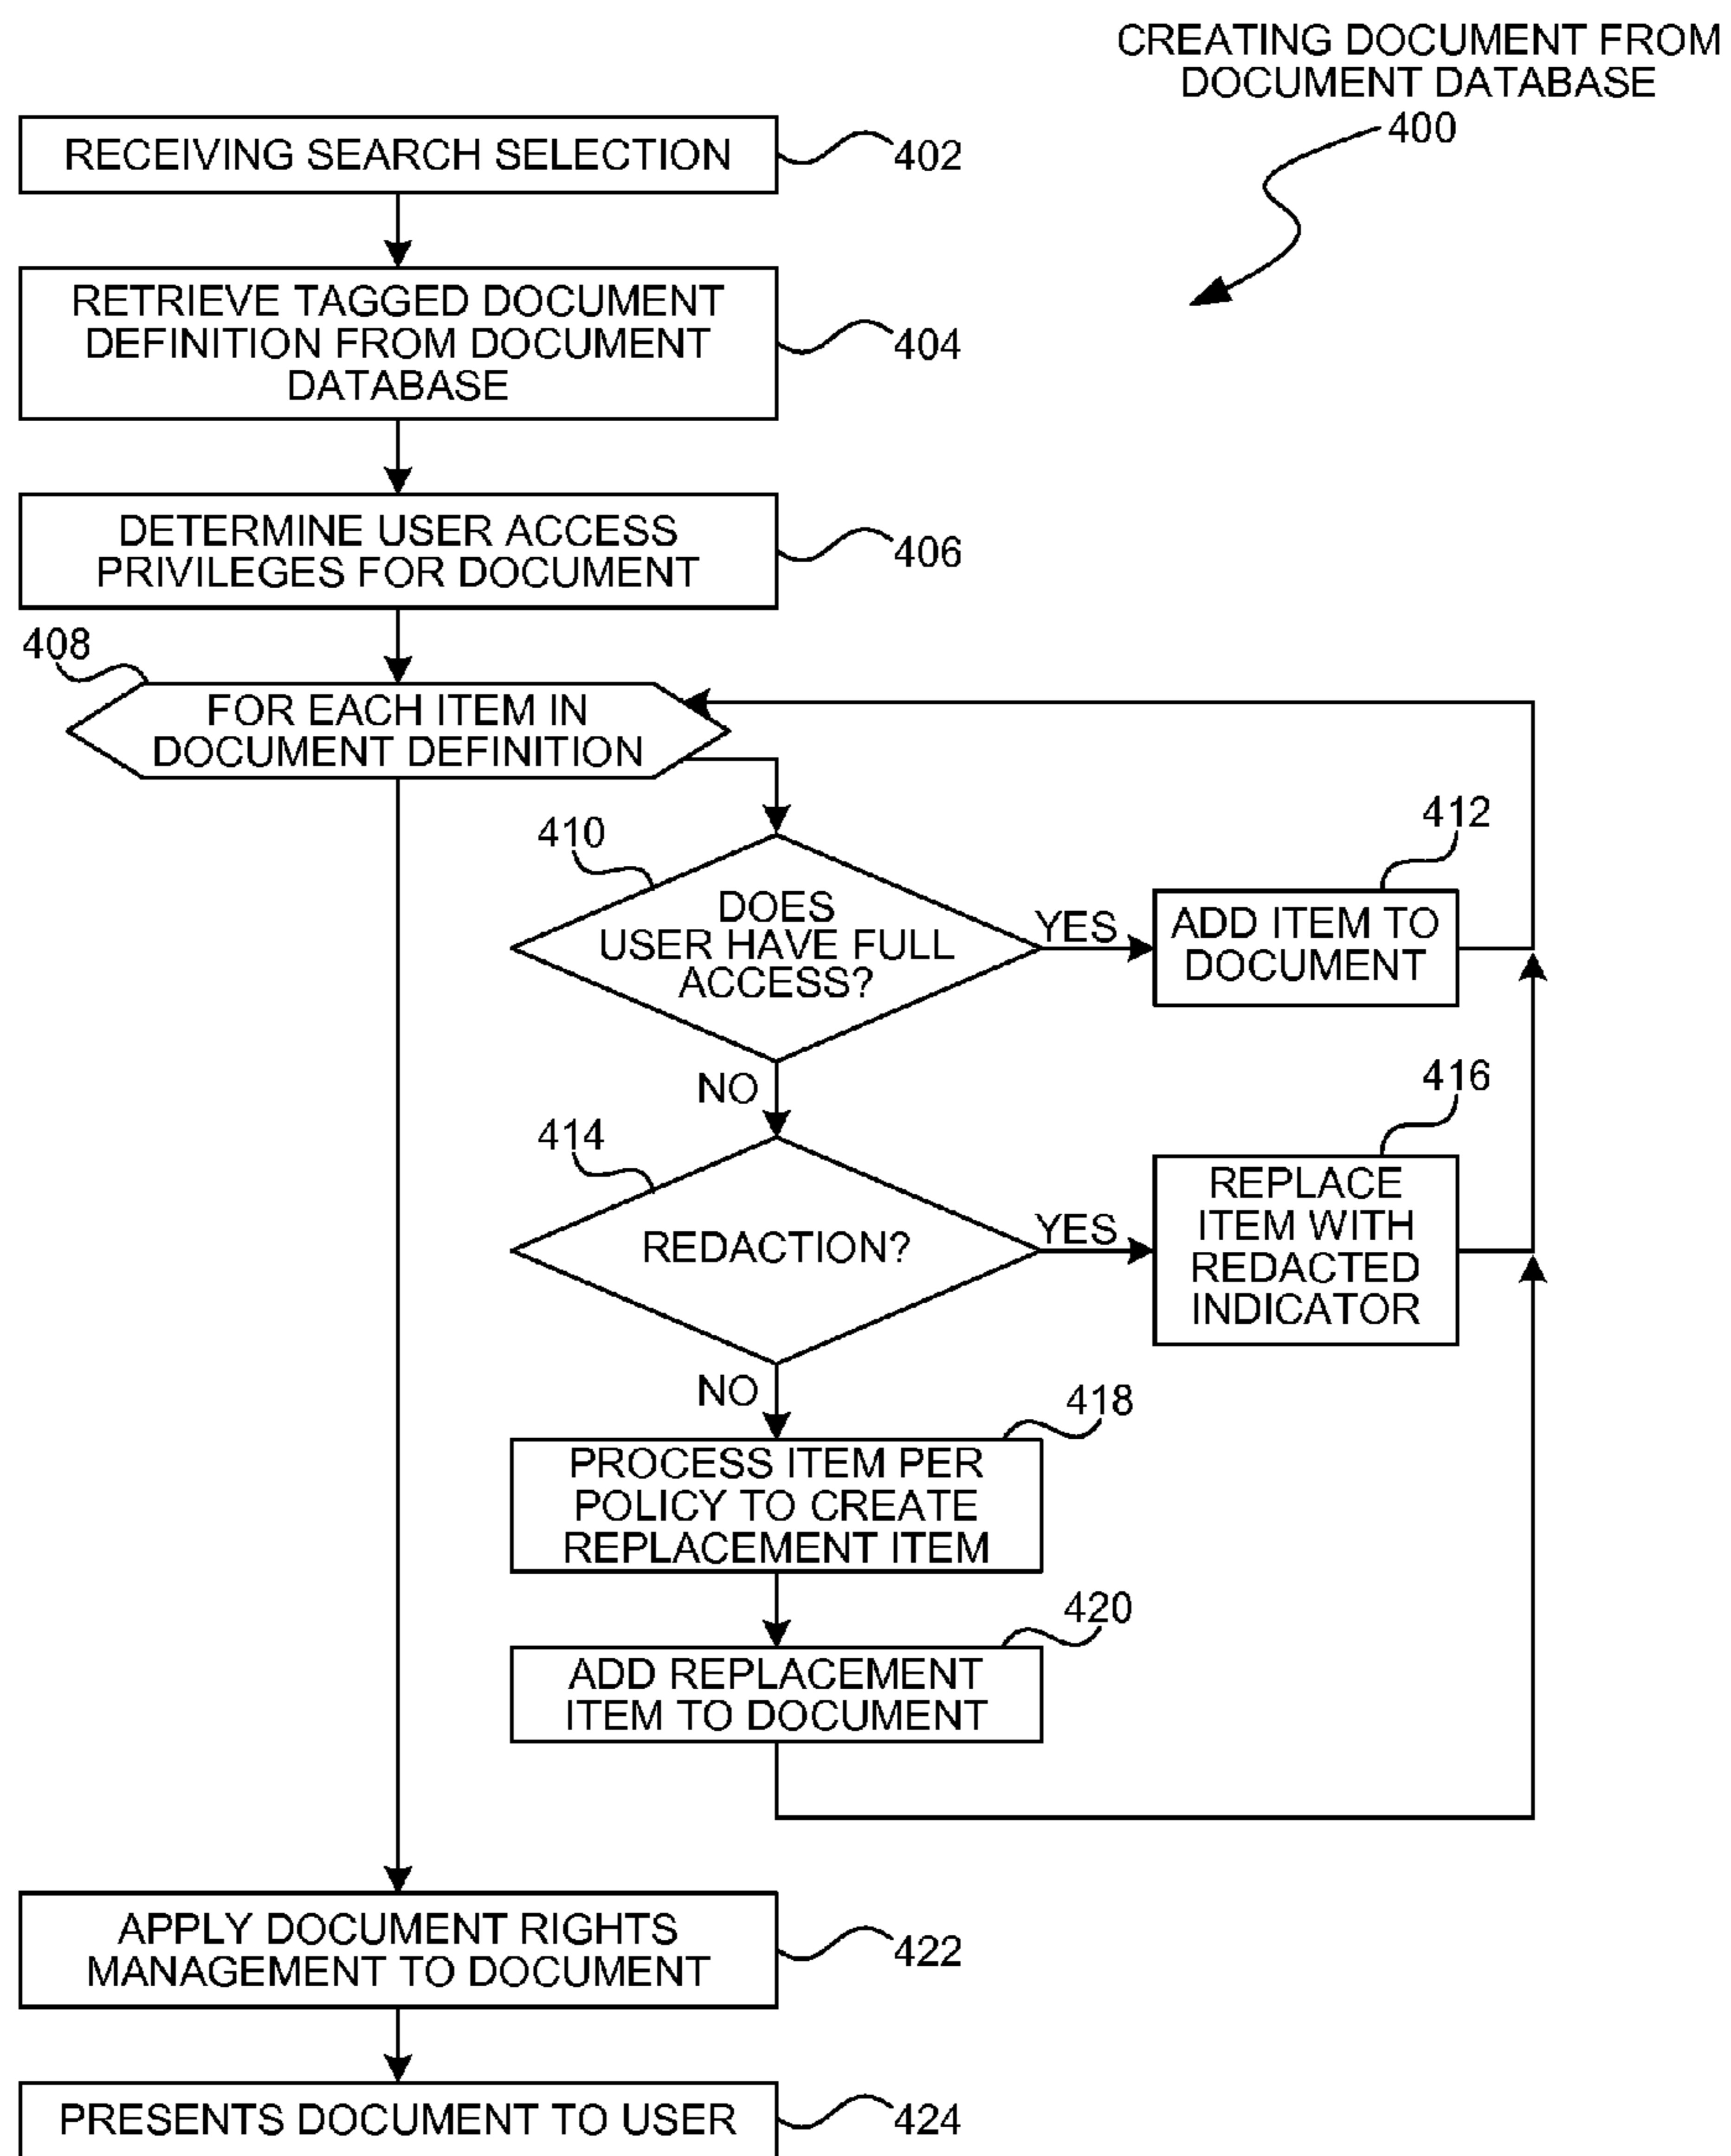 CREATING DOCUMENT FROM
DOCUMENT DATABASE
400
RECEIVING SEARCH SELECTION
402
RETRIEVE TAGGED DOCUMENT
DEFINITION FROM DOCUMENT
DATABASE
404
DETERMINE USER ACCESS
PRIVILEGES FOR DOCUMENT
406
408
FOR EACH ITEM IN
DOCUMENT DEFINITION
410
DOES
USER HAVE FULL
ACCESS?
YES
412
ADD ITEM TO
DOCUMENT
NO
414
REDACTION?
YES
416
REPLACE
ITEM WITH
REDACTED
INDICATOR
NO
418
PROCESS ITEM PER
POLICY TO CREATE
REPLACEMENT ITEM
420
ADD REPLACEMENT
ITEM TO DOCUMENT
APPLY DOCUMENT RIGHTS
MANAGEMENT TO DOCUMENT
422
PRESENTS DOCUMENT TO USER
424